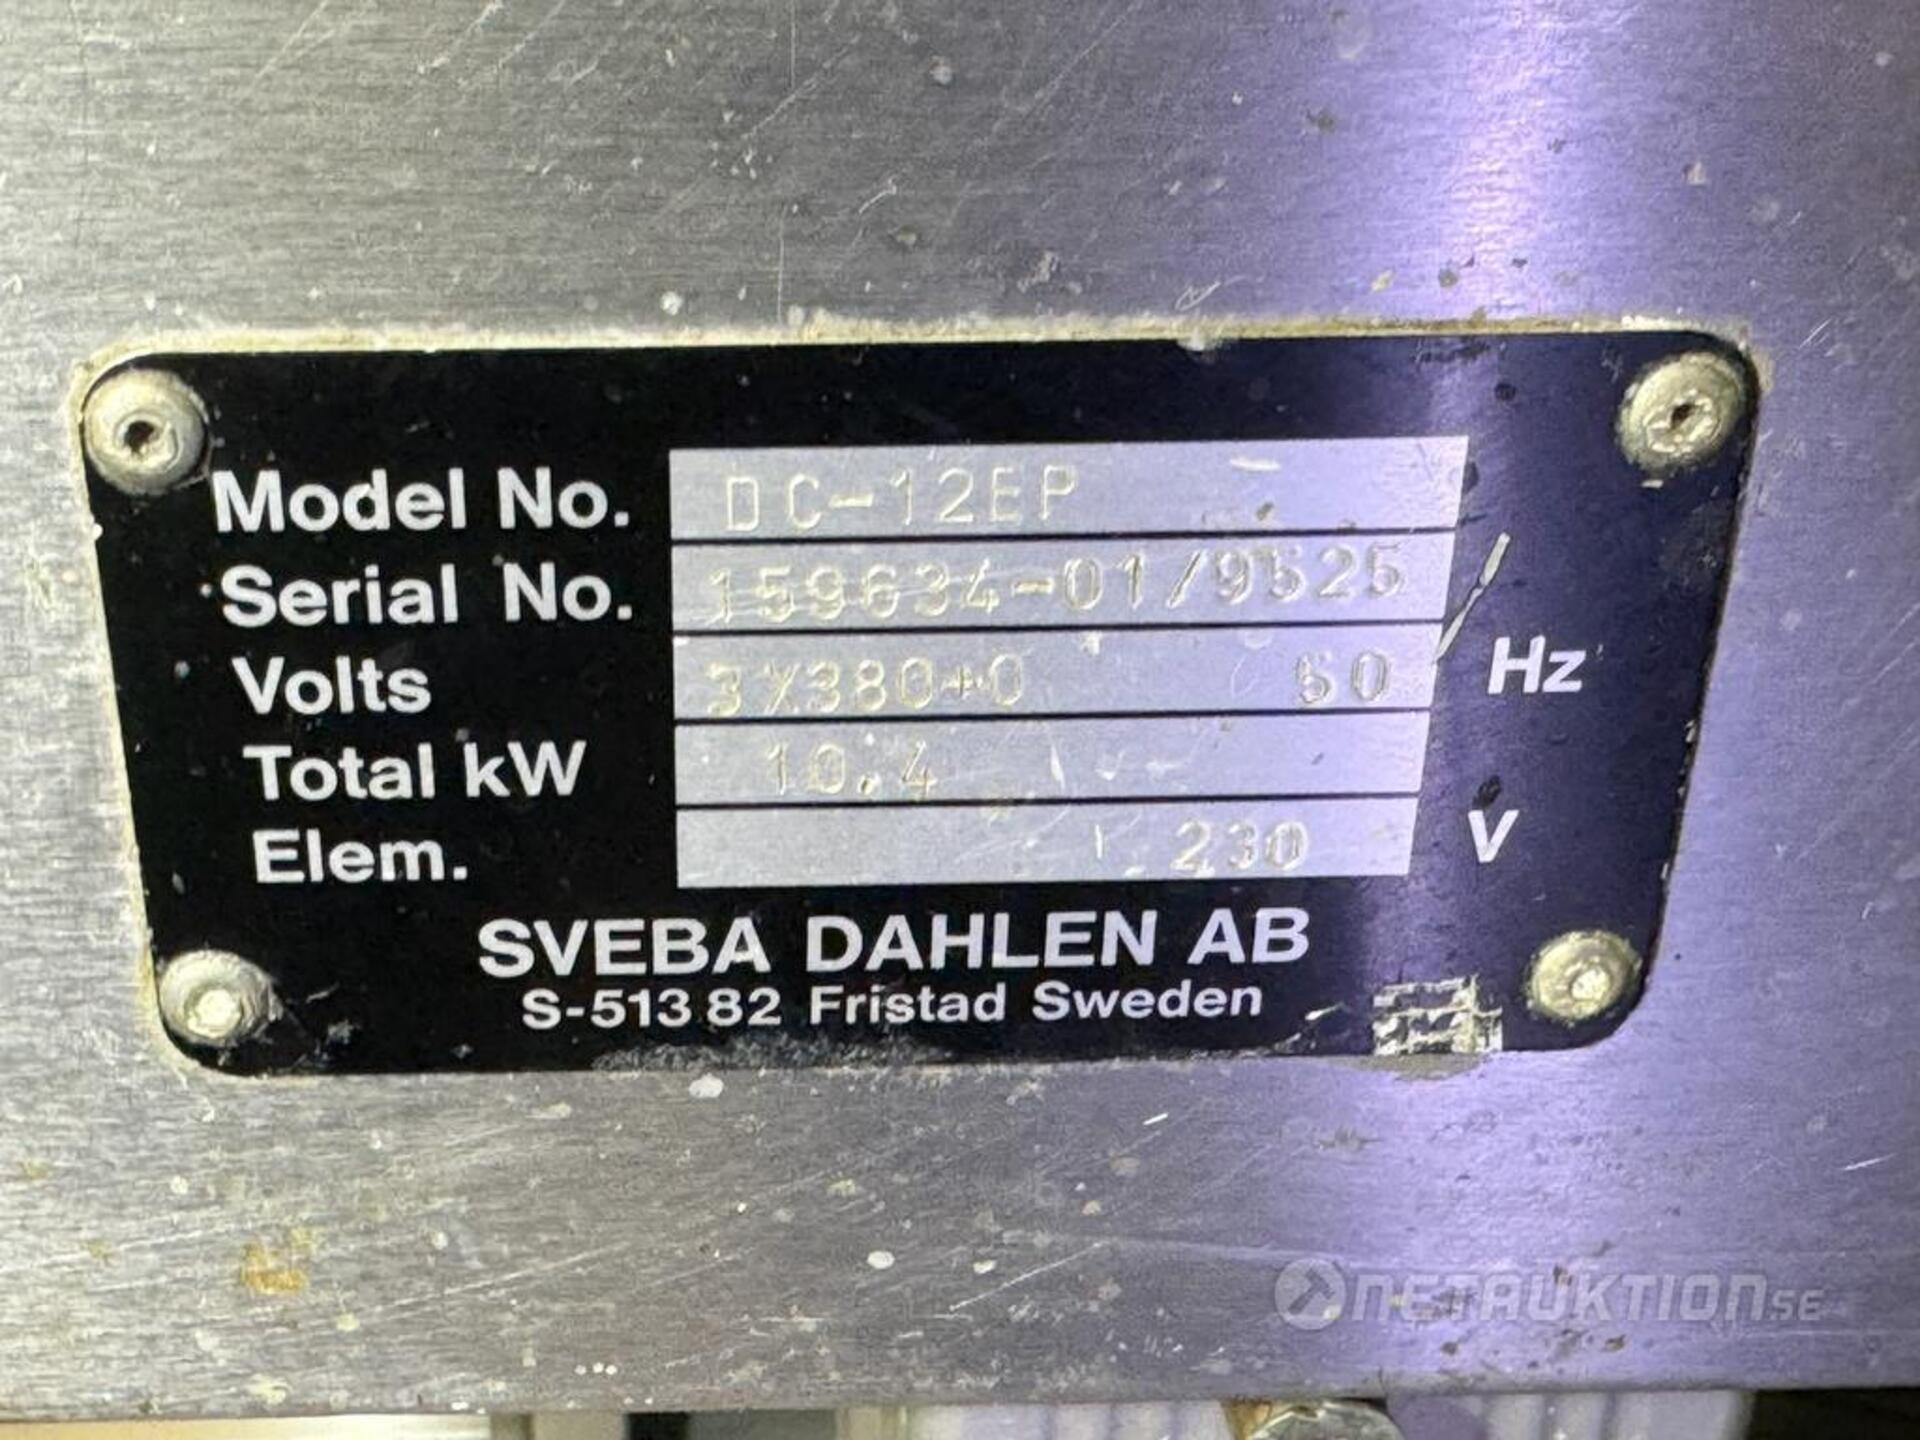 Model No. DC-12EP
Serial No. 159634-01/9525
Volts 3X380+0 50 Hz
Total kW 10.4
Elem. 230 V
SVEBA DAHLEN AB
S-513 82 Fristad Sweden
NETAUKTION.SE